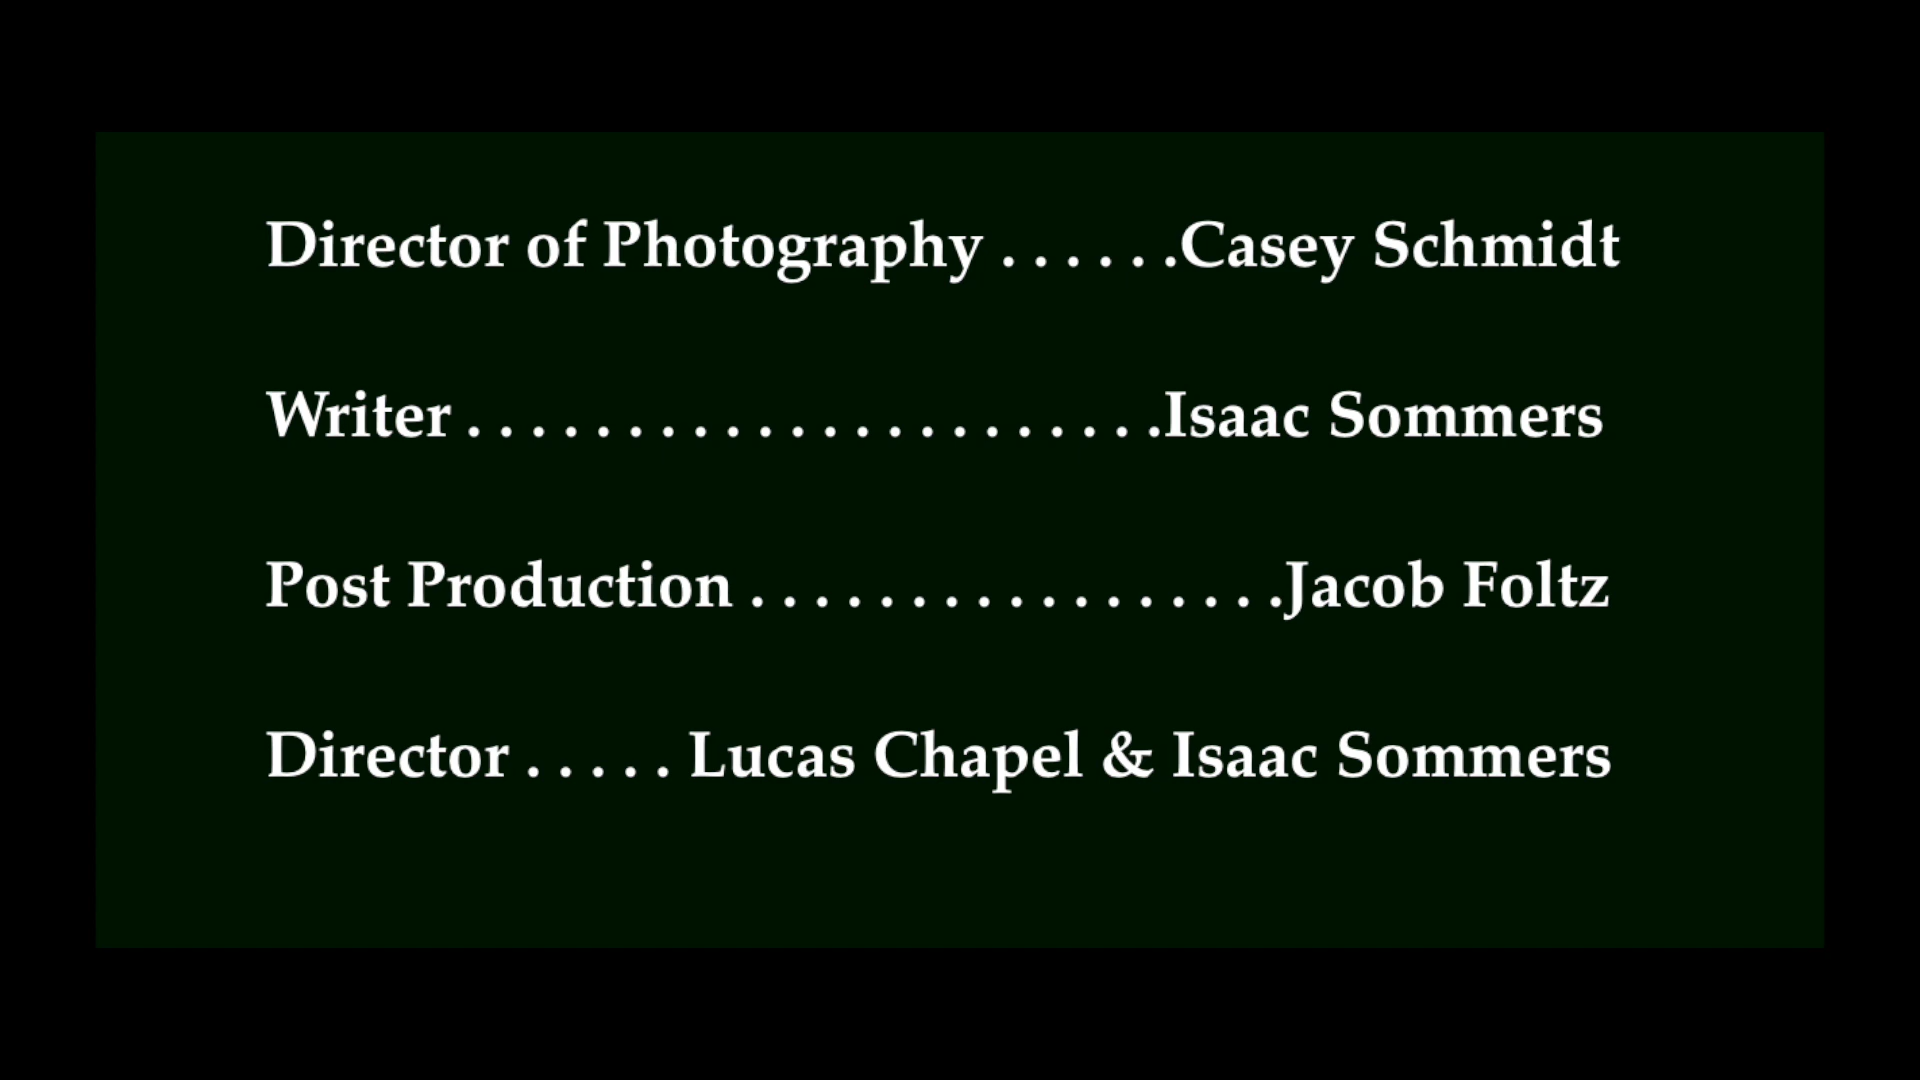 Director of Photography . . . . . .Casey Schmidt
Writer . . . . . . . . . . . . . . . . . . . . . .Isaac Sommers
Post Production . . . . . . . . . . . . . . . . .Jacob Foltz
Director . . . . . Lucas Chapel & Isaac Sommers